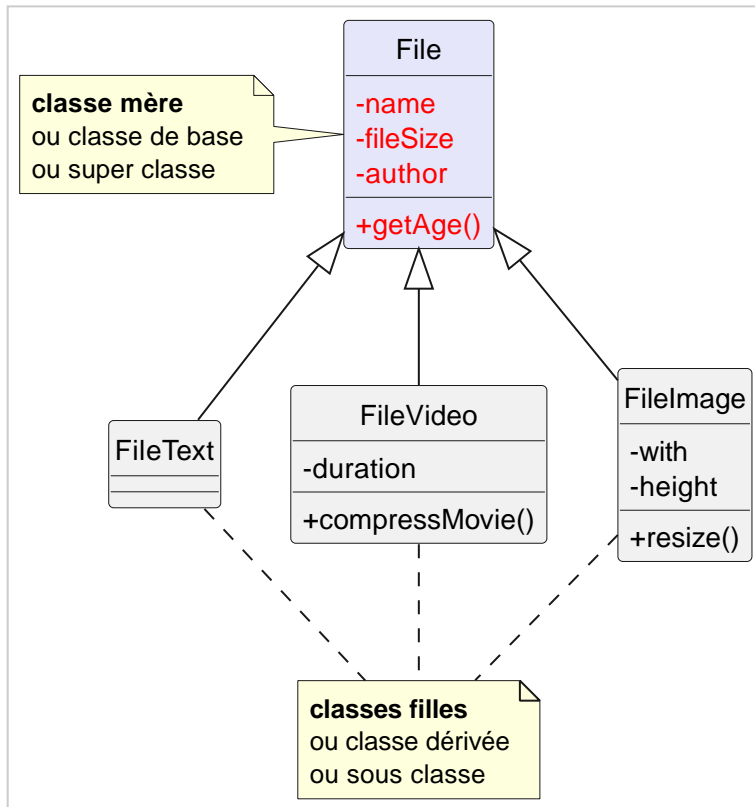 File
classe mère
ou classe de base
ou super classe
-name
-fileSize
-author
+getAge()
FileText
FileVideo
-duration
+compressMovie()
FileImage
-with
-height
+resize()
classes filles
ou classe dérivée
ou sous classe